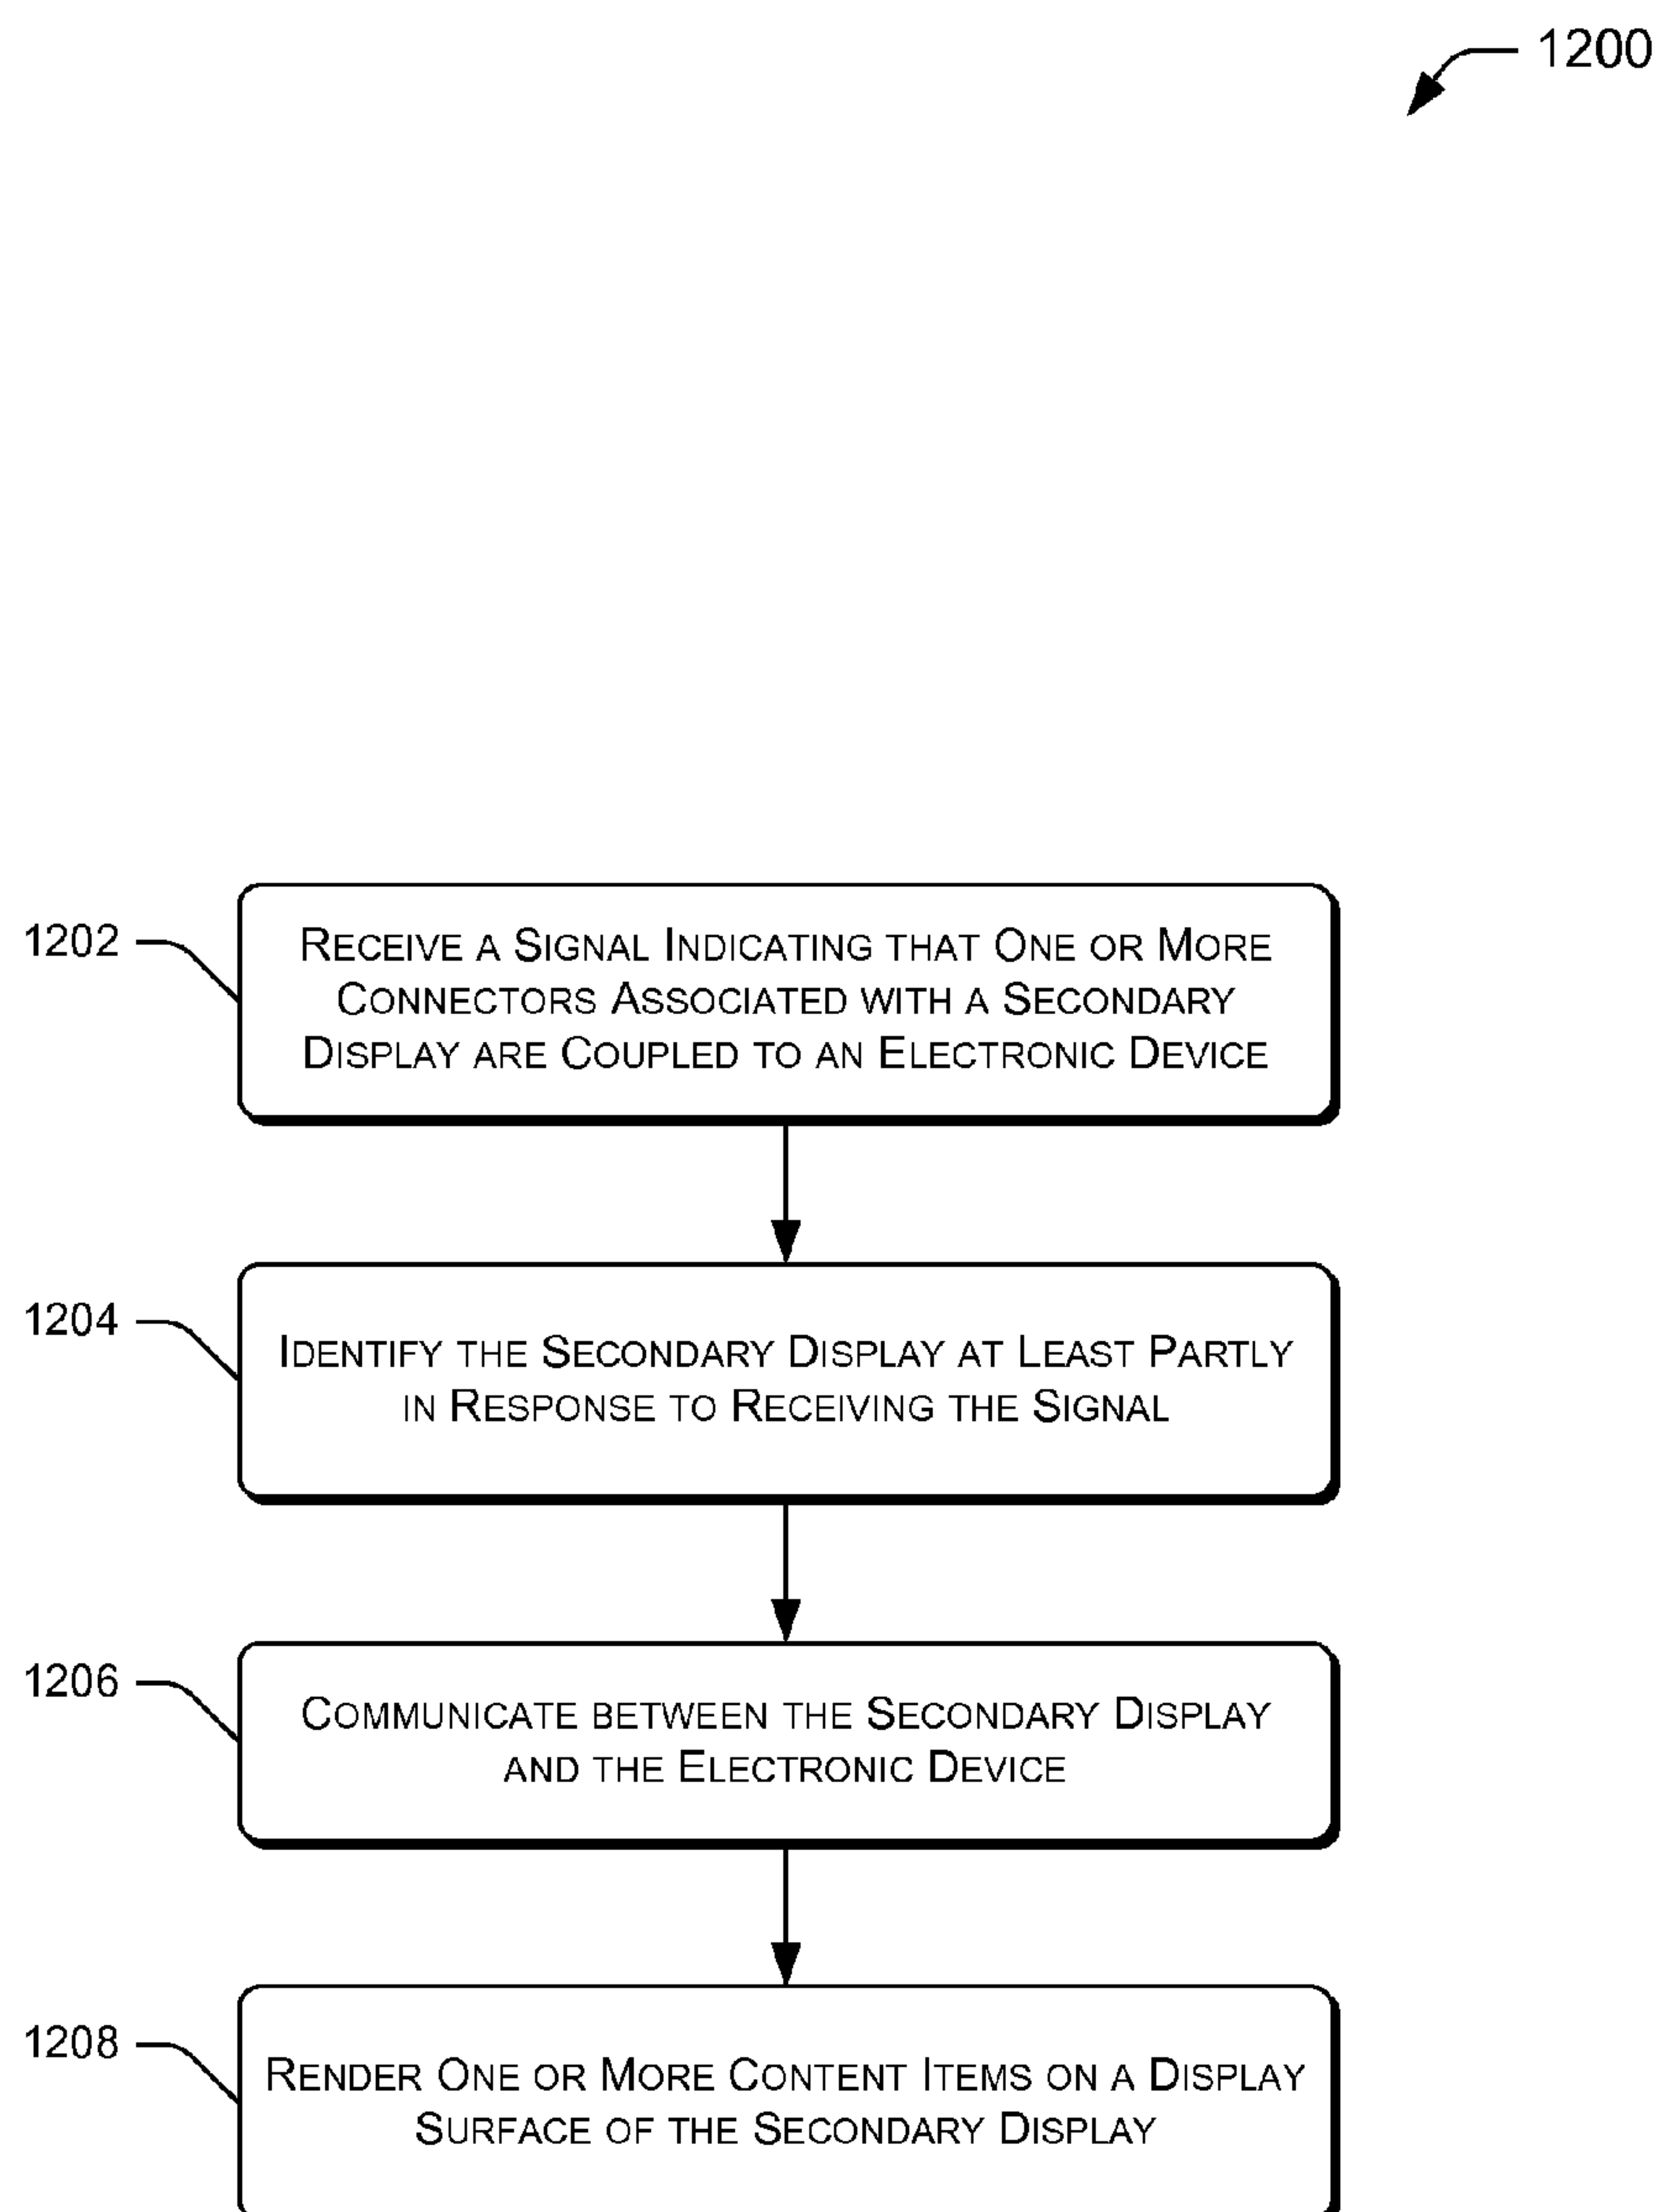 1200
1202
RECEIVE A SIGNAL INDICATING THAT ONE OR MORE
CONNECTORS ASSOCIATED WITH A SECONDARY
DISPLAY ARE COUPLED TO AN ELECTRONIC DEVICE
1204
IDENTIFY THE SECONDARY DISPLAY AT LEAST PARTLY
IN RESPONSE TO RECEIVING THE SIGNAL
1206
COMMUNICATE BETWEEN THE SECONDARY DISPLAY
AND THE ELECTRONIC DEVICE
1208
RENDER ONE OR MORE CONTENT ITEMS ON A DISPLAY
SURFACE OF THE SECONDARY DISPLAY